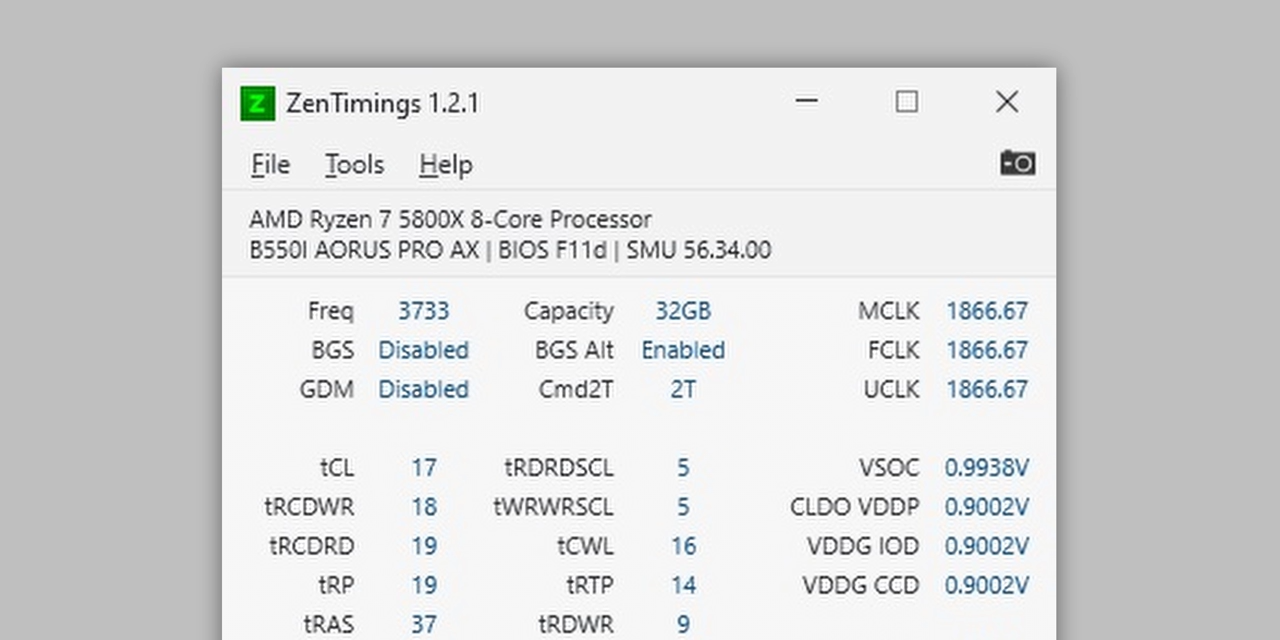 Z ZenTimings 1.2.1
File Tools Help
AMD Ryzen 7 5800X 8-Core Processor
B550I AORUS PRO AX | BIOS F11d | SMU 56.34.00
Freq 3733 Capacity 32GB MCLK 1866.67
BGS Disabled BGS Alt Enabled FCLK 1866.67
GDM Disabled Cmd2T 2T UCLK 1866.67
tCL 17 tRDRDSCL 5 VSOC 0.9938V
tRCDWR 18 tWRWRSCL 5 CLDO VDDP 0.9002V
tRCDRD 19 tCWL 16 VDDG IOD 0.9002V
tRP 19 tRTP 14 VDDG CCD 0.9002V
tRAS 37 tRDWR 9